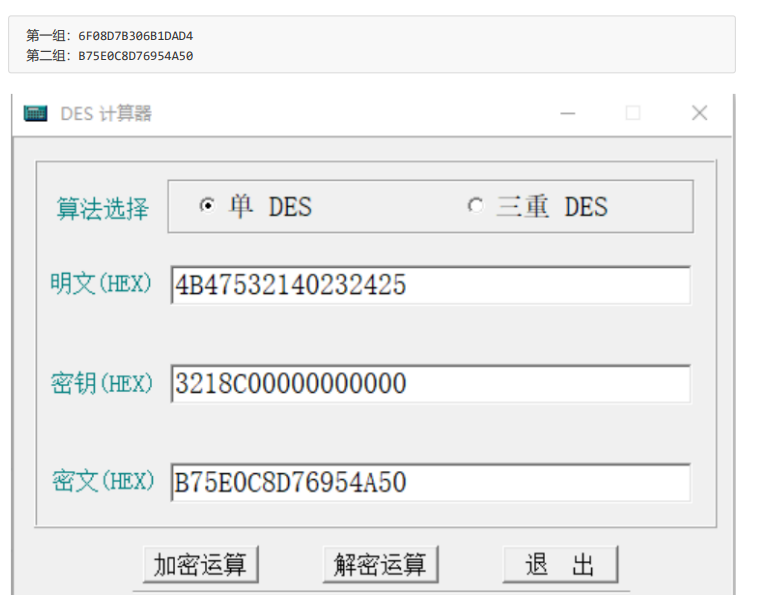 第一组: 6F08D7B306B1DAD4
第二组: B75E0C8D76954A50
DES 计算器
算法选择 单 DES 三重 DES
明文(HEX) 4B47532140232425
密钥(HEX) 3218C00000000000
密文(HEX) B75E0C8D76954A50
加密运算 解密运算 退 出